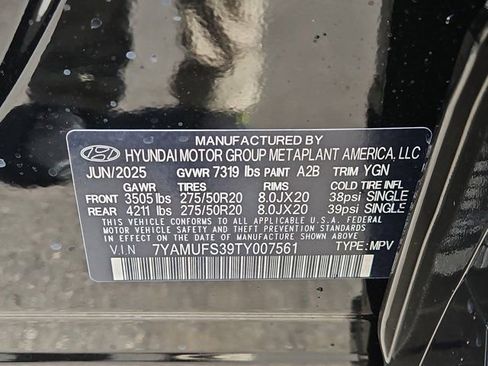 MANUFACTURED BY
HYUNDAI MOTOR GROUP METAPLANT AMERICA, LLC
JUN/2025 GVWR 7319 lbs PAINT A2B TRIM YGN
GAWR TIRES RIMS COLD TIRE INFL
FRONT 3505 lbs 275/50R20 8.0JX20 38psi SINGLE
REAR 4211 lbs 275/50R20 8.0JX20 39psi SINGLE
THIS VEHICLE CONFORMS TO ALL APPLICABLE U.S.A. FEDERAL
MOTOR VEHICLE SAFETY AND THEFT PREVENTION STANDARDS
IN EFFECT ON THE DATE OF MANUFACTURE SHOWN ABOVE.
V.I.N 7YAMUFS39TY007561 TYPE:MPV